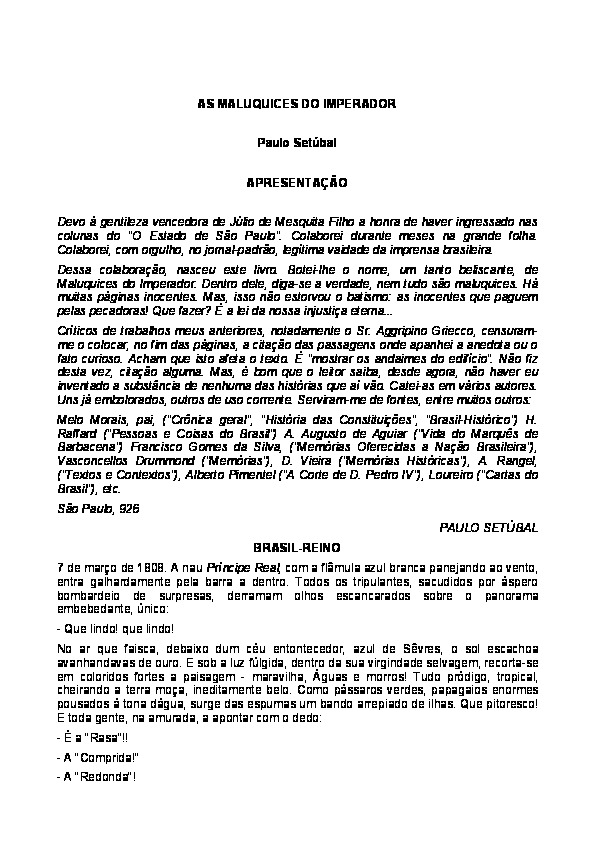 AS MALUQUICES DO IMPERADOR
Paulo Setúbal
APRESENTAÇÃO
Devo à gentileza vencedora de Júlio de Mesquita Filho a honra de haver ingressado nas
colunas do "O Estado de São Paulo". Colaborei durante meses na grande folha.
Colaborei, com orgulho, no jornal-padrão, legítima vaidade da imprensa brasileira.
Dessa colaboração, nasceu este livro. Botei-lhe o nome, um tanto beliscante, de
Maluquices do Imperador. Dentro dele, diga-se a verdade, nem tudo são maluquices. Há
muitas páginas inocentes. Mas, isso não estorvou o batismo: as inocentes que paguem
pelas pecadoras! Que fazer? É a lei da nossa injustiça eterna...
Críticos de trabalhos meus anteriores, notadamente o Sr. Aggripino Griecco, censuram-
me o colocar, no fim das páginas, a citação das passagens onde apanhei a anedota ou o
fato curioso. Acham que isto afeta o texto. É "mostrar os andaimes do edifício". Não fiz
desta vez, citação alguma. Mas, é bom que o leitor saiba, desde agora, não haver eu
inventado a substância de nenhuma das histórias que aí vão. Catei-as em vários autores.
Uns já embolorados, outros de uso corrente. Serviram-me de fontes, entre muitos outros:
Melo Morais, pai, ("Crônica geral", "História das Constituições", "Brasil-Histórico") H.
Raffard ("Pessoas e Coisas do Brasil") A. Augusto de Aguiar ("Vida do Marquês de
Barbacena") Francisco Gomes da Silva, ("Memórias Oferecidas a Nação Brasileira"),
Vasconcellos Drummond ("Memórias"), D. Vieira ("Memórias Históricas"), A. Rangel,
("Textos e Contextos"), Alberto Pimentel ("A Corte de D. Pedro IV"), Loureiro ("Cartas do
Brasil"), etc.
São Paulo, 926
PAULO SETÚBAL
BRASIL-REINO
7 de março de 1808. A nau Príncipe Real, com a flâmula azul branca panejando ao vento,
entra galhardamente pela barra a dentro. Todos os tripulantes, sacudidos por áspero
bombardeio de surpresas, derramam olhos escancarados sobre o panorama
embebedante, único:
- Que lindo! que lindo!
No ar que faísca, debaixo dum céu entontecedor, azul de Sêvres, o sol escachoa
avanhandavas de ouro. E sob a luz fúlgida, dentro da sua virgindade selvagem, recorta-se
em coloridos fortes a paisagem - maravilha, Águas e morros! Tudo pródigo, tropical,
cheirando a terra moça, ineditamente belo. Como pássaros verdes, papagaios enormes
pousados à tona dágua, surge das espumas um bando arrepiado de ilhas. Que pitoresco!
E toda gente, na amurada, a apontar com o dedo:
- É a "Rasa"!!
- A "Comprida!"
- A "Redonda"!